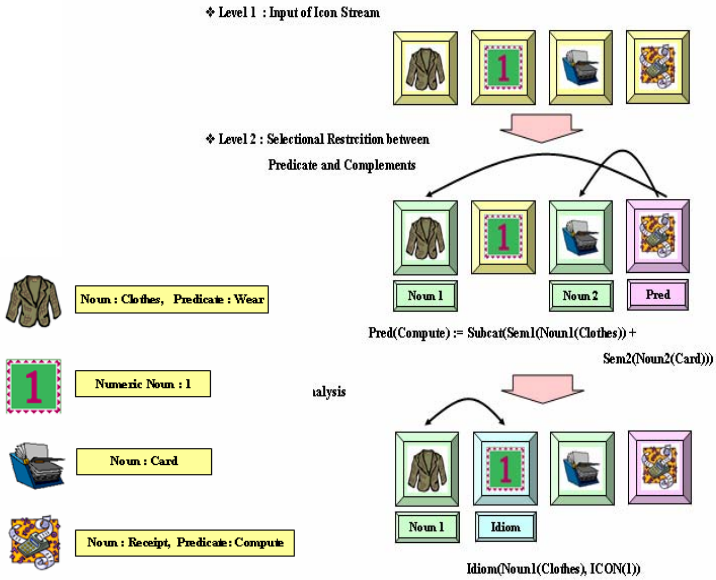 ❖ Level 1 : Input of Icon Stream
1
❖ Level 2 : Selectional Restrcition between
Predicate and Complements
1
Noun 1
Noun 2
Pred
Pred(Compute) := Subcat(Sem1(Noun1(Clothes)) +
Sem2(Noun2(Card)))
Noun : Clothes, Predicate : Wear
1
Numeric Noun : 1
Noun : Card
Noun : Receipt, Predicate : Compute
1
Noun 1
Idiom
Idiom(Noun1(Clothes), ICON(1))